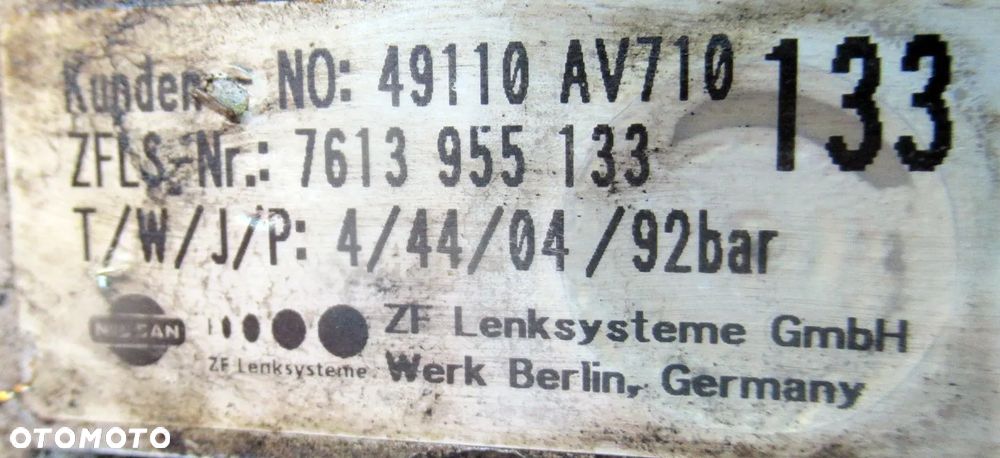 Kunden - NO: 49110 AV710 133
ZFLS-Nr.: 7613 955 133
T/W/J/P: 4/44/04/92bar
NISSAN
ZF Lenksysteme
ZF Lenksysteme GmbH
Werk Berlin, Germany
OTOMOTO